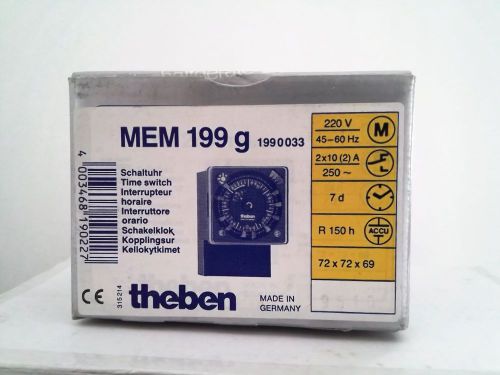 MEM 199 g 1990033
Schaltuhr
Time switch
Interrupteur
horaire
Interruttore
orario
Schakelklok
Kopplingsur
Kellokytkimet
4 003468 190227
theben
CE
315214
theben
MADE IN
GERMANY
220 V
45–60 Hz
M
2x10 (2) A
250 ~
7 d
R 150 h
ACCU
72 x 72 x 69